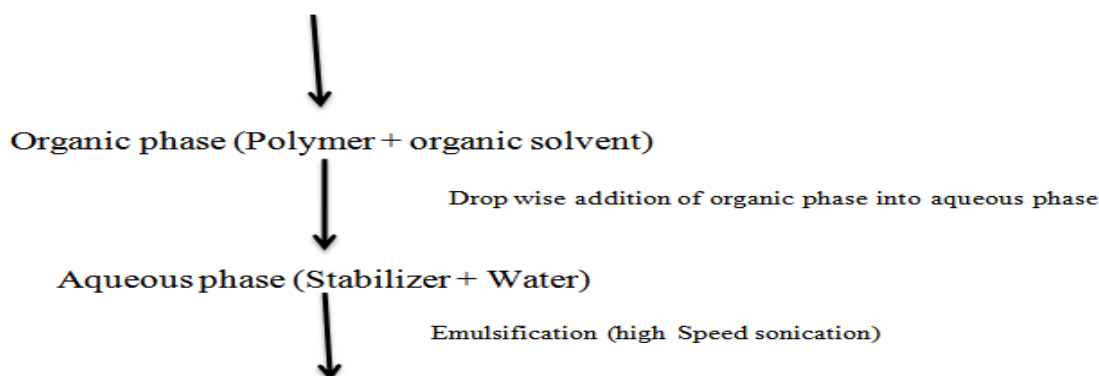 Organic phase (Polymer + organic solvent)
Drop wise addition of organic phase into aqueous phase
Aqueous phase (Stabilizer + Water)
Emulsification (high Speed sonication)